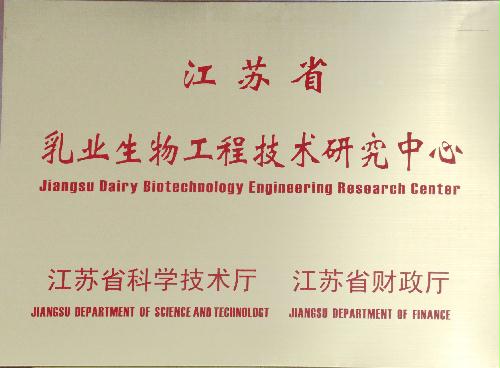 江苏省
乳业生物工程技术研究中心
Jiangsu Dairy Biotechnology Engineering Research Center
江苏省科学技术厅 江苏省财政厅
JIANGSU DEPARTMENT OF SCIENCE AND TECHNOLOGT JIANGSU DEPARTMENT OF FINANCE